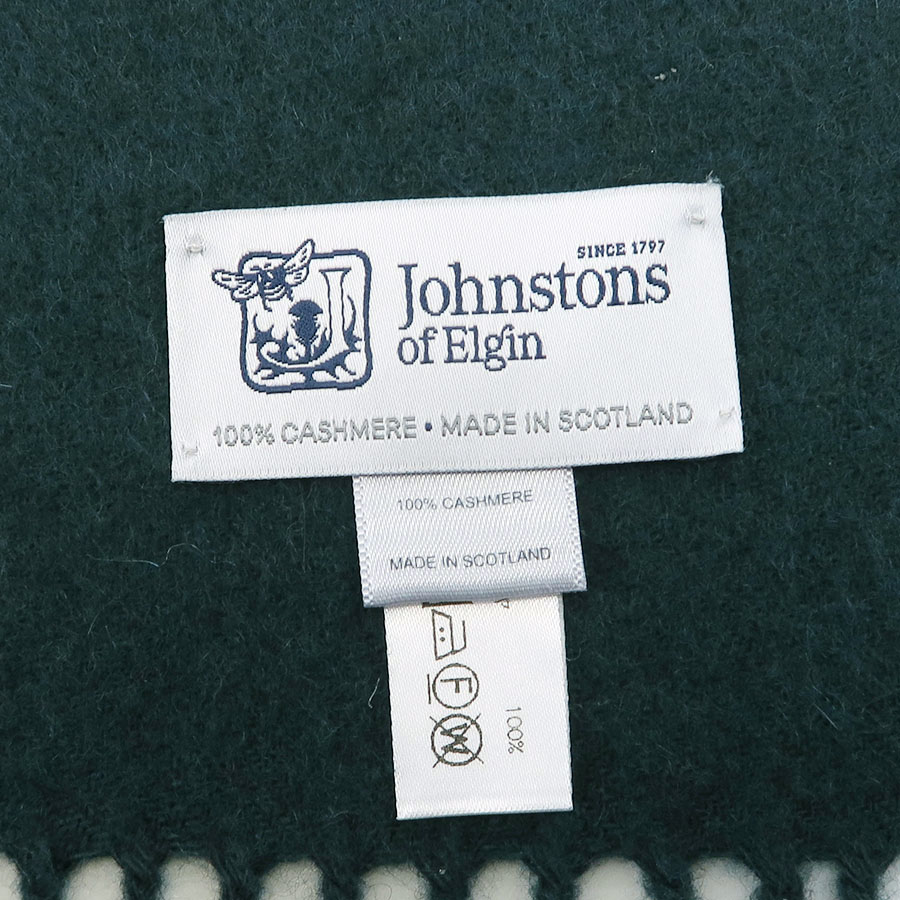 SINCE 1797
Johnstons
of Elgin
100% CASHMERE • MADE IN SCOTLAND
100% CASHMERE
MADE IN SCOTLAND
F
W
100%